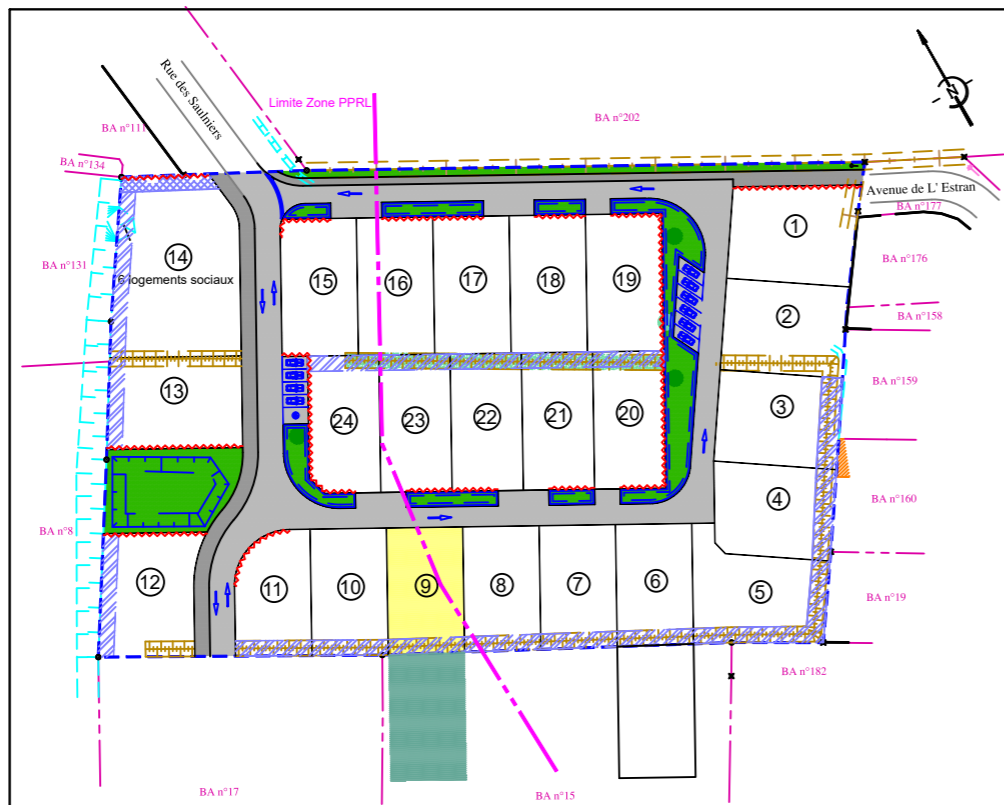 Rue des Saulniers
Limite Zone PPRL
N
BA n°111
BA n°202
BA n°134
Avenue de L' Estran
BA n°177
1
BA n°176
14
6 logements sociaux
BA n°131
15
16
17
18
19
2
BA n°158
13
BA n°159
24
23
22
21
20
3
4
BA n°160
BA n°8
12
11
10
9
8
7
6
5
BA n°19
BA n°182
BA n°17
BA n°15